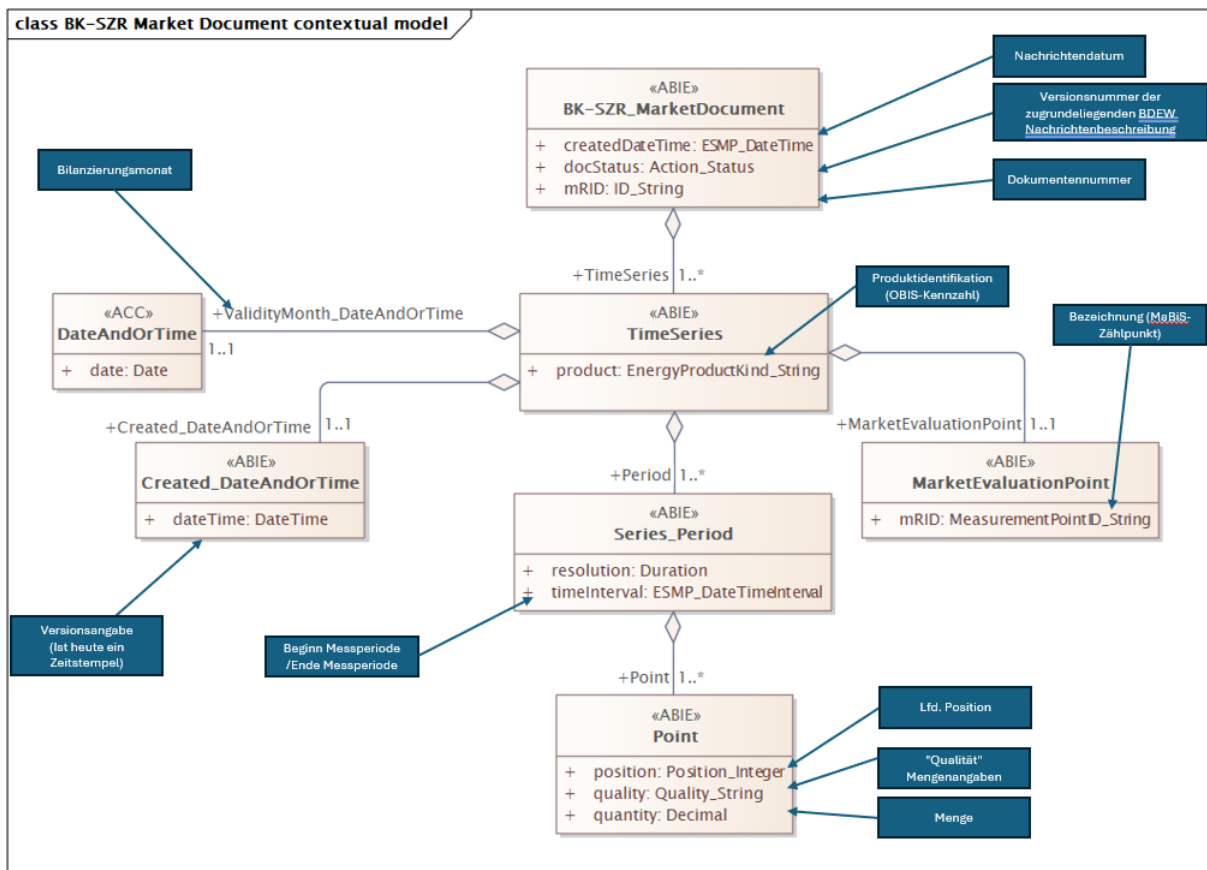 class BK-SZR Market Document contextual model
Nachrichtendatum
«ABIE»
BK-SZR_MarketDocument
+ createdDateTime: ESMP_DateTime
+ docStatus: Action_Status
+ mRID: ID_String
Versionsnummer der
zugrundeliegenden BDEW
Nachrichtenbeschreibung
Dokumentennummer
Bilanzierungsmonat
+TimeSeries 1..*
Produktidentifikation
(OBIS-Kennzahl)
«ACC»
DateAndOrTime
+ date: Date
+ValidityMonth_DateAndOrTime
1..1
«ABIE»
TimeSeries
+ product: EnergyProductKind_String
Bezeichnung (MaBiS-
Zählpunkt)
+Created_DateAndOrTime 1..1
+MarketEvaluationPoint 1..1
«ABIE»
Created_DateAndOrTime
+ dateTime: DateTime
+Period 1..*
«ABIE»
MarketEvaluationPoint
+ mRID: MeasurementPointID_String
«ABIE»
Series_Period
+ resolution: Duration
+ timeInterval: ESMP_DateTimeInterval
Versionsangabe
(Ist heute ein
Zeitstempel)
Beginn Messperiode
/Ende Messperiode
+Point 1..*
«ABIE»
Point
+ position: Position_Integer
+ quality: Quality_String
+ quantity: Decimal
Lfd. Position
"Qualität"
Mengenangaben
Menge